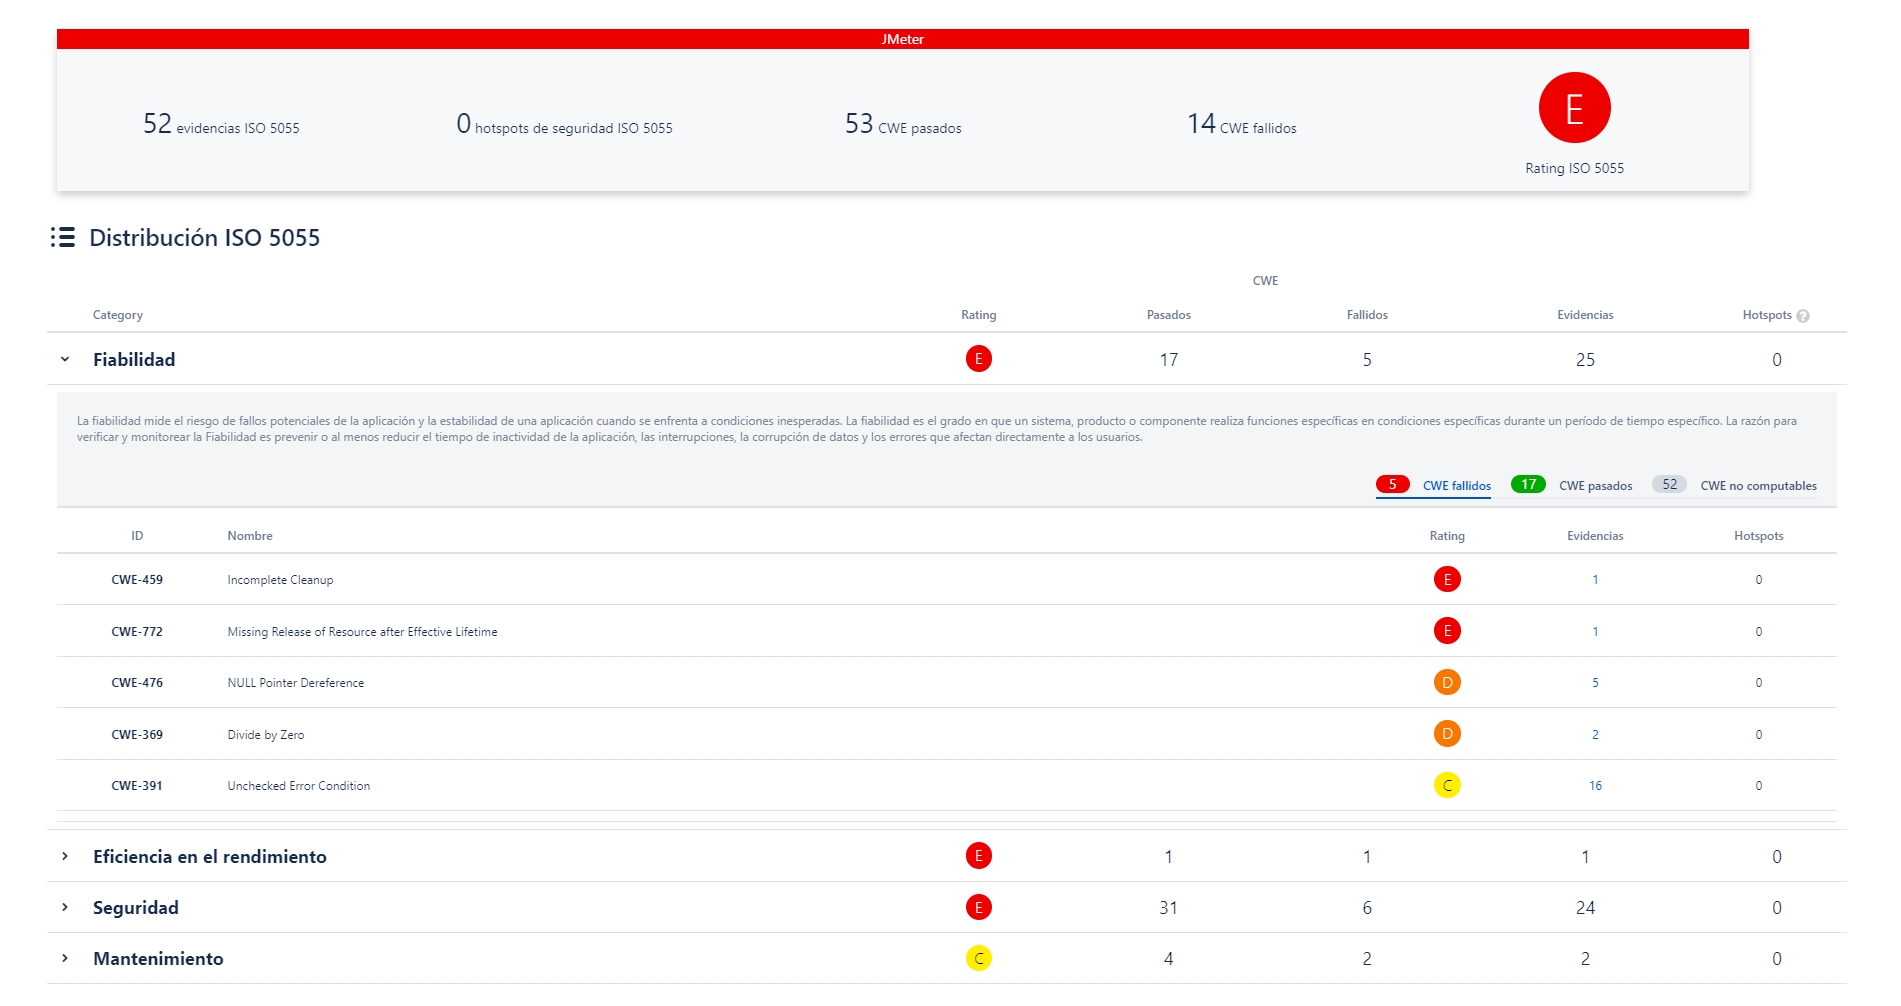 JMeter
52 evidencias ISO 5055
0 hotspots de seguridad ISO 5055
53 CWE pasados
14 CWE fallidos
E
Rating ISO 5055
Distribución ISO 5055
CWE
Category Rating Pasados Fallidos Evidencias Hotspots ?
Fiabilidad E 17 5 25 0
La fiabilidad mide el riesgo de fallos potenciales de la aplicación y la estabilidad de una aplicación cuando se enfrenta a condiciones inesperadas. La fiabilidad es el grado en que un sistema, producto o componente realiza funciones específicas en condiciones específicas durante un período de tiempo específico. La razón para
verificar y monitorear la Fiabilidad es prevenir o al menos reducir el tiempo de inactividad de la aplicación, las interrupciones, la corrupción de datos y los errores que afectan directamente a los usuarios.
5 CWE fallidos 17 CWE pasados 52 CWE no computables
ID Nombre Rating Evidencias Hotspots
CWE-459 Incomplete Cleanup E 1 0
CWE-772 Missing Release of Resource after Effective Lifetime E 1 0
CWE-476 NULL Pointer Dereference D 5 0
CWE-369 Divide by Zero D 2 0
CWE-391 Unchecked Error Condition C 16 0
Eficiencia en el rendimiento E 1 1 1 0
Seguridad E 31 6 24 0
Mantenimiento C 4 2 2 0